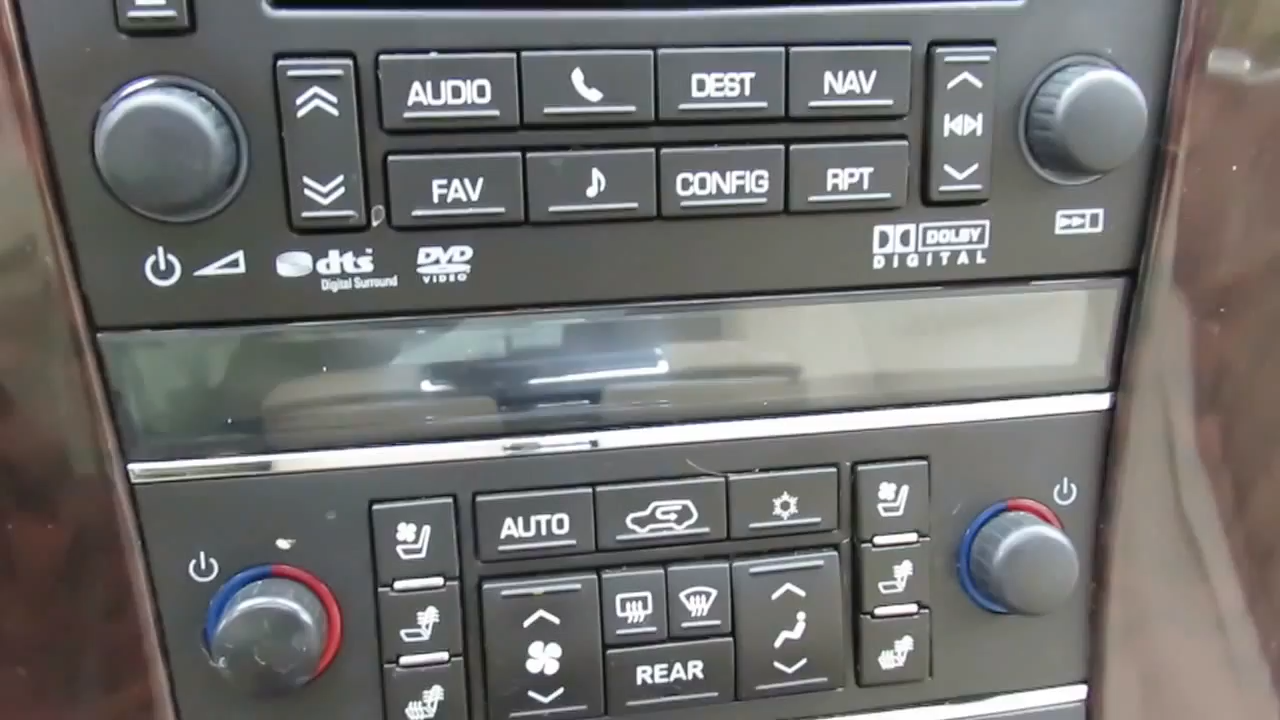 AUDIO DEST NAV
FAV CONFIG RPT
dts
Digital Surround
DVD
VIDEO
DOLBY
DIGITAL
AUTO
REAR